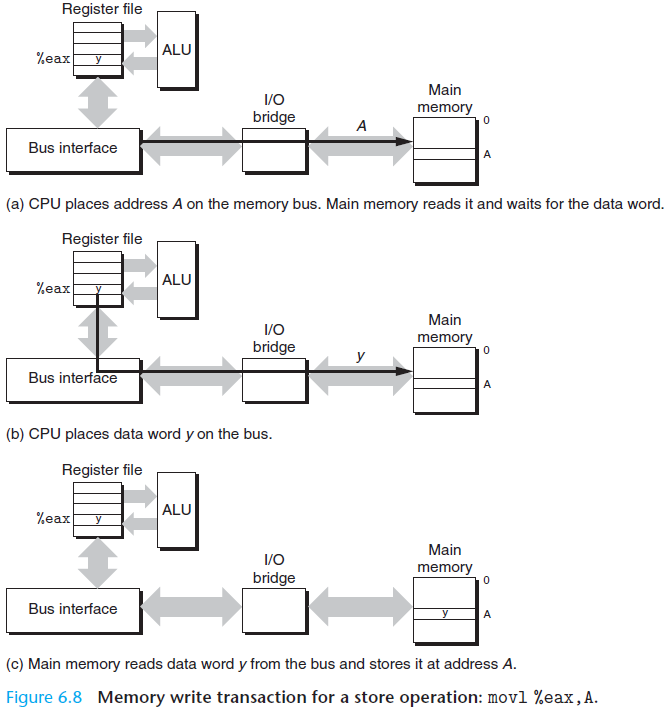 Register file
ALU
%eax
y
I/O
bridge
A
Main
memory
0
Bus interface
A
(a) CPU places address A on the memory bus. Main memory reads it and waits for the data word.
Register file
ALU
%eax
y
I/O
bridge
y
Main
memory
0
Bus interface
A
(b) CPU places data word y on the bus.
Register file
ALU
%eax
y
I/O
bridge
Main
memory
0
Bus interface
y
A
(c) Main memory reads data word y from the bus and stores it at address A.
Figure 6.8 Memory write transaction for a store operation: movl %eax,A.